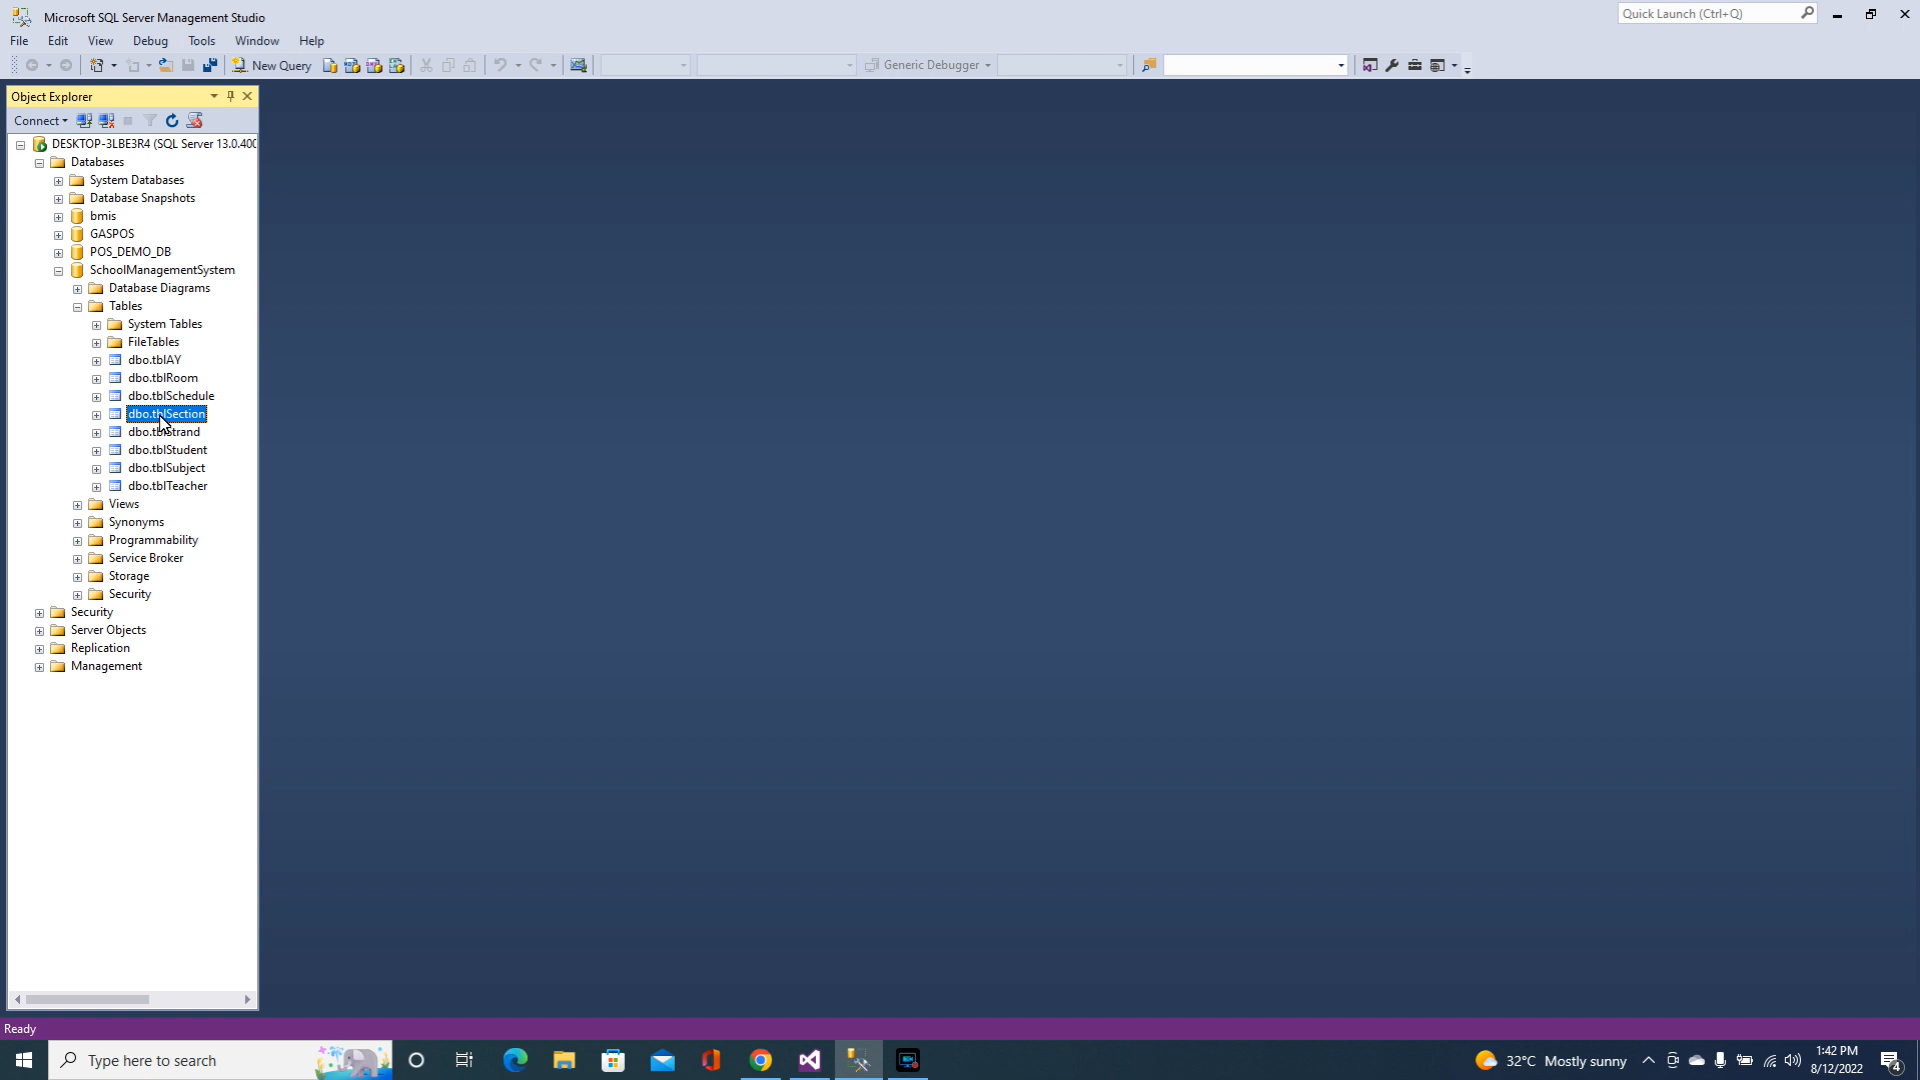 Microsoft SQL Server Management Studio
Quick Launch (Ctrl+Q)
File Edit View Debug Tools Window Help
New Query
Generic Debugger
Object Explorer
Connect
DESKTOP-3LBE3R4 (SQL Server 13.0.400
Databases
System Databases
Database Snapshots
bmis
GASPOS
POS_DEMO_DB
SchoolManagementSystem
Database Diagrams
Tables
System Tables
FileTables
dbo.tblAY
dbo.tblRoom
dbo.tblSchedule
dbo.tblSection
dbo.tblStrand
dbo.tblStudent
dbo.tblSubject
dbo.tblTeacher
Views
Synonyms
Programmability
Service Broker
Storage
Security
Security
Server Objects
Replication
Management
Ready
Type here to search
32°C Mostly sunny
1:42 PM
8/12/2022
4